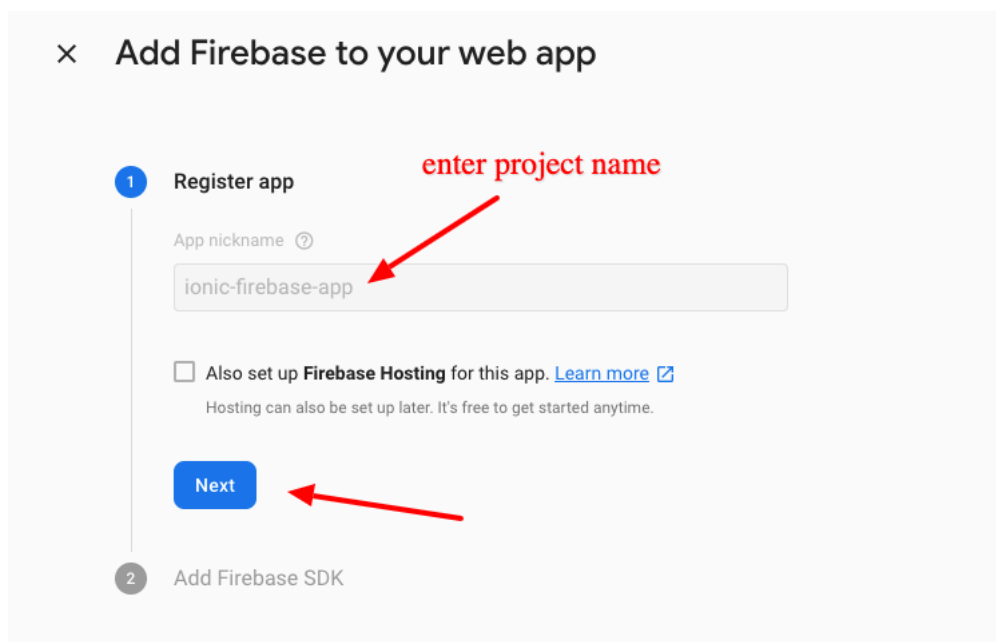 Add Firebase to your web app
enter project name
1 Register app
App nickname
ionic-firebase-app
Also set up Firebase Hosting for this app. Learn more
Hosting can also be set up later. It's free to get started anytime.
Next
2 Add Firebase SDK